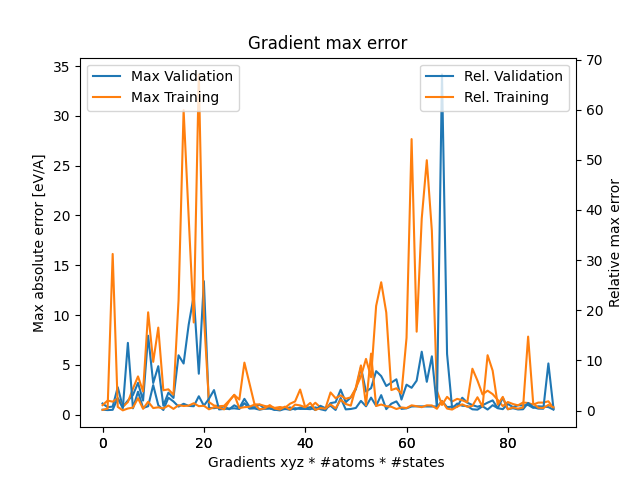 Gradient max error
Max Validation
Max Training
Rel. Validation
Rel. Training
Max absolute error [eV/A]
35
30
25
20
15
10
5
0
70
60
50
40
30
20
10
0
Relative max error
0 20 40 60 80
Gradients xyz * #atoms * #states